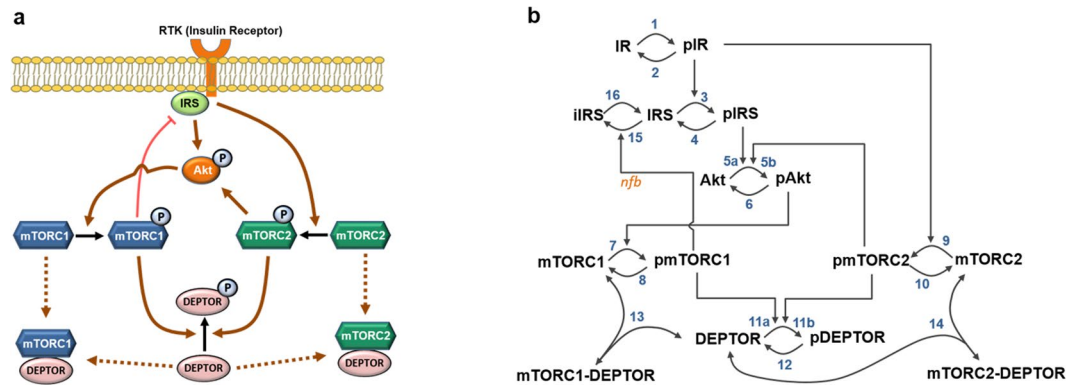 a
RTK (Insulin Receptor)
IRS
Akt
P
mTORC1
mTORC1
P
mTORC2
P
mTORC2
DEPTOR
P
mTORC1
DEPTOR
DEPTOR
mTORC2
DEPTOR
b
1
IR
pIR
2
16
3
iIRS
IRS
pIRS
15
4
5a
5b
nfb
Akt
pAkt
6
7
9
mTORC1
pmTORC1
pmTORC2
mTORC2
8
10
13
11a
11b
14
DEPTOR
pDEPTOR
12
mTORC1-DEPTOR
mTORC2-DEPTOR